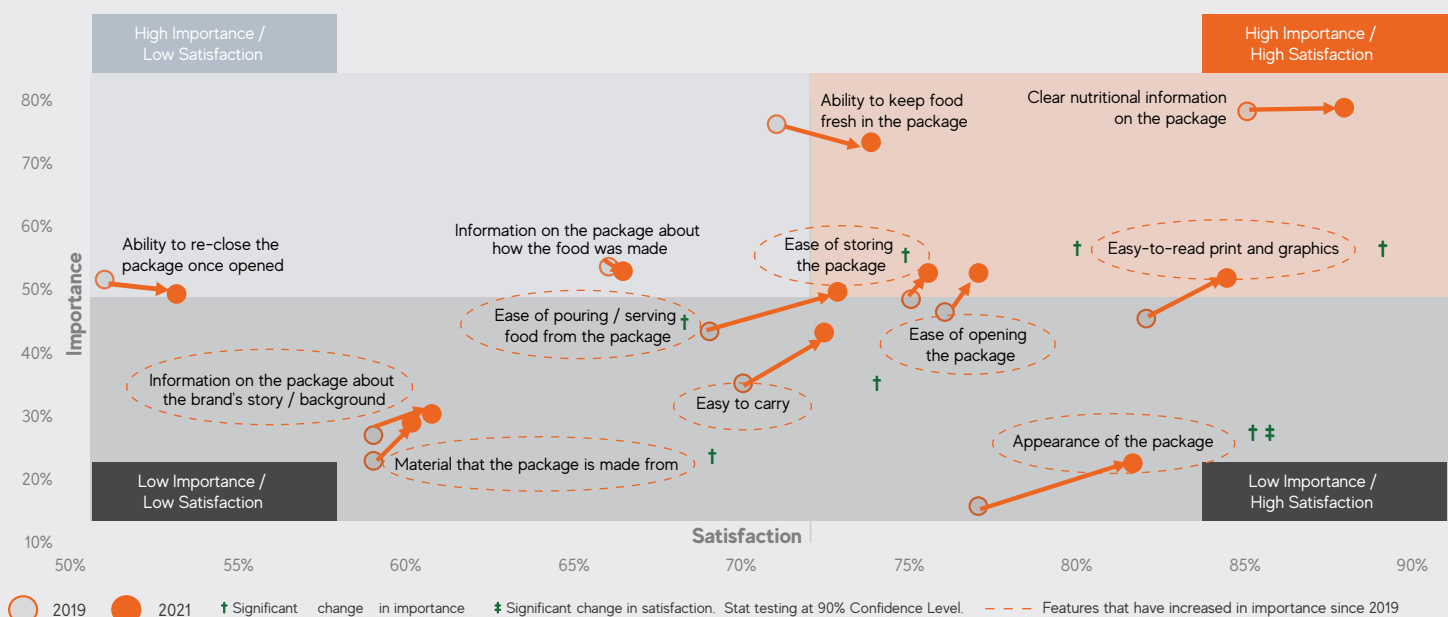 High Importance /
Low Satisfaction
High Importance /
High Satisfaction
80%
70%
60%
50%
40%
30%
20%
10%
Importance
Ability to keep food
fresh in the package
Clear nutritional information
on the package
Ability to re-close the
package once opened
Information on the package about
how the food was made
Ease of storing
the package
†
†
Easy-to-read print and graphics
†
Ease of pouring / serving
food from the package
†
Ease of opening
the package
†
Information on the package about
the brand's story / background
Easy to carry
Material that the package is made from
†
Appearance of the package
† ‡
Low Importance /
Low Satisfaction
Low Importance /
High Satisfaction
Satisfaction
50%
55%
60%
65%
70%
75%
80%
85%
90%
2019
2021
† Significant change in importance
‡ Significant change in satisfaction. Stat testing at 90% Confidence Level.
Features that have increased in importance since 2019